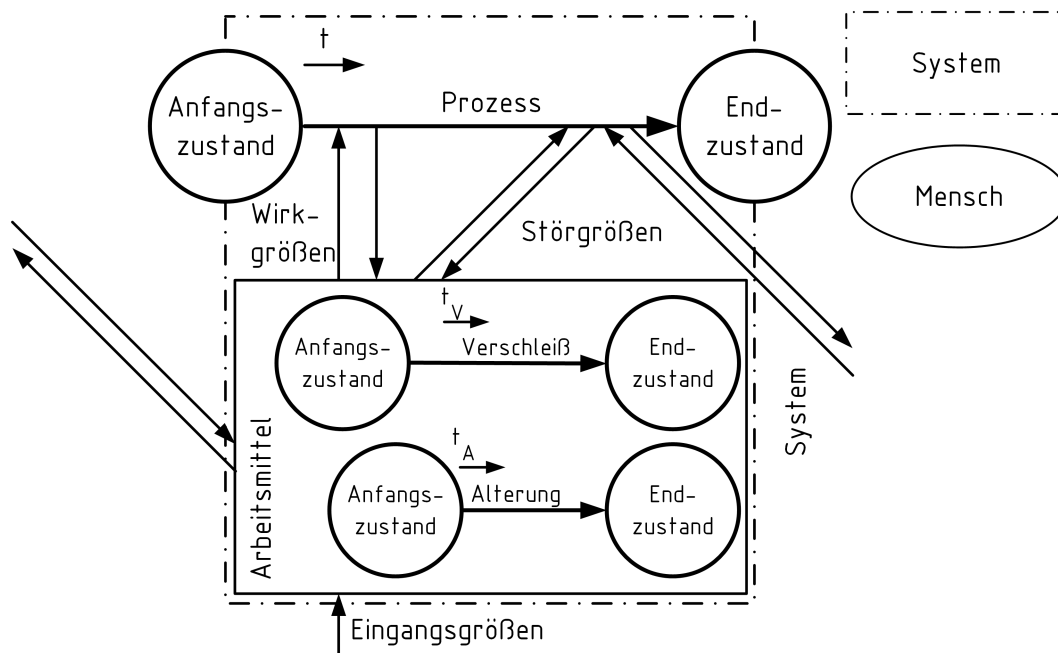 t
Prozess
Anfangs-
zustand
End-
zustand
System
Mensch
Wirk-
größen
Störgrößen
t
V
Anfangs-
zustand
Verschleiß
End-
zustand
System
t
A
Anfangs-
zustand
Alterung
End-
zustand
Arbeitsmittel
Eingangsgrößen